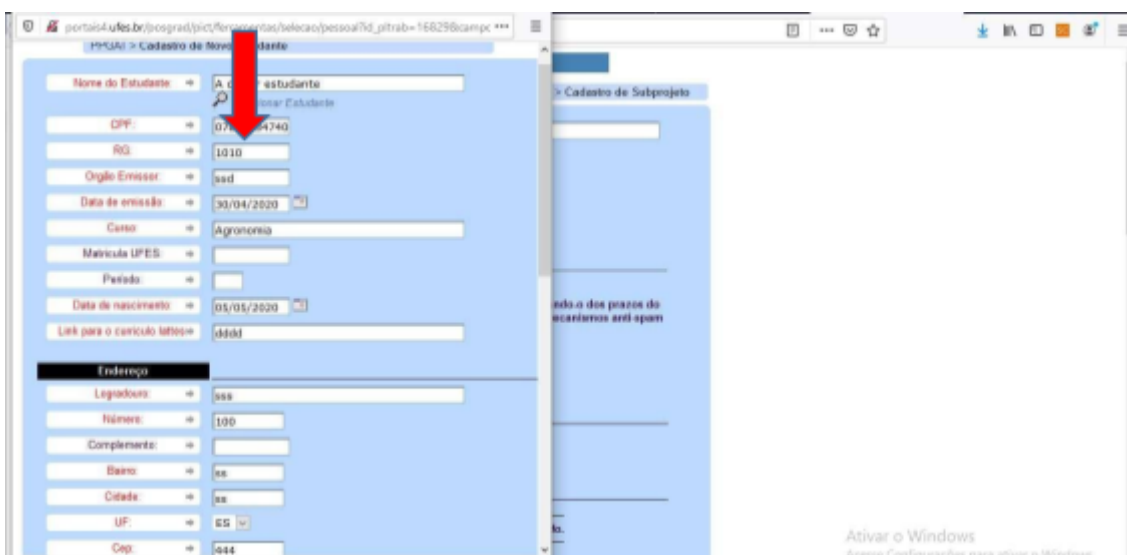 portais4.ufes.br/posgrad/pict/ferramentas/selecao/pessoal?id_pitrab=16829&campc
PPGAT > Cadastro de Novo Estudante
Nome do Estudante: A estudante
Estudante
CPF: 4740
RG: 1010
Orgão Emissor: ssd
Data de emissão: 30/04/2020
Curso: Agronomia
Matricula UFES:
Período:
Data de nascimento: 05/05/2020
Link para o curriculo lattes: dddd
Endereço
Logradouro: sss
Número: 100
Complemento:
Bairro: ss
Cidade: ss
UF: ES
Cep: 444
> Cadastro de Subprojeto
ndo-o dos prazos do
ecanismos anti-spam
Ativar o Windows